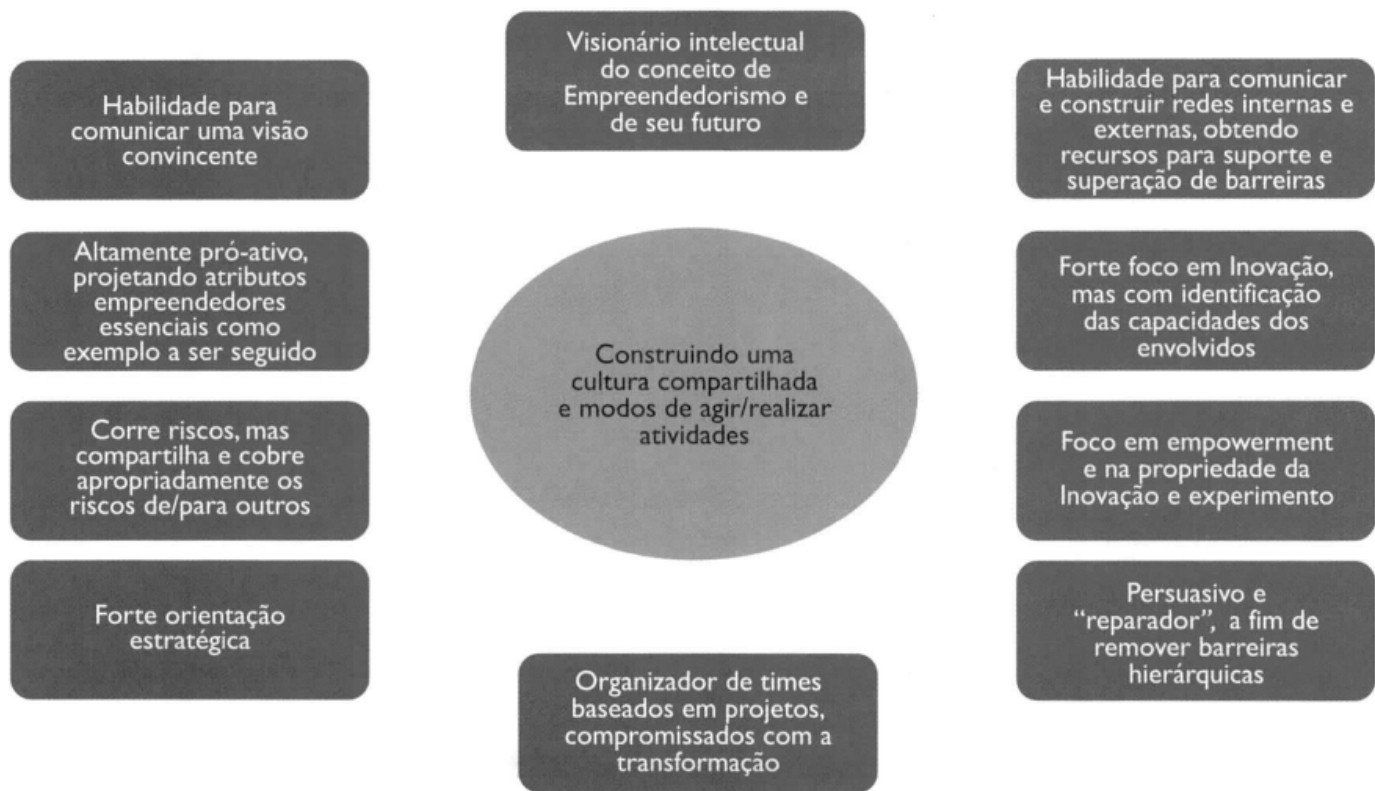 Visionário intelectual
do conceito de
Empreendedorismo e
de seu futuro
Habilidade para
comunicar uma visão
convincente
Habilidade para comunicar
e construir redes internas e
externas, obtendo
recursos para suporte e
superação de barreiras
Altamente pró-ativo,
projetando atributos
empreendedores
essenciais como
exemplo a ser seguido
Forte foco em Inovação,
mas com identificação
das capacidades dos
envolvidos
Construindo uma
cultura compartilhada
e modos de agir/realizar
atividades
Corre riscos, mas
compartilha e cobre
apropriadamente os
riscos de/para outros
Foco em empowerment
e na propriedade da
Inovação e experimento
Forte orientação
estratégica
Persuasivo e
“reparador”, a fim de
remover barreiras
hierárquicas
Organizador de times
baseados em projetos,
compromissados com a
transformação